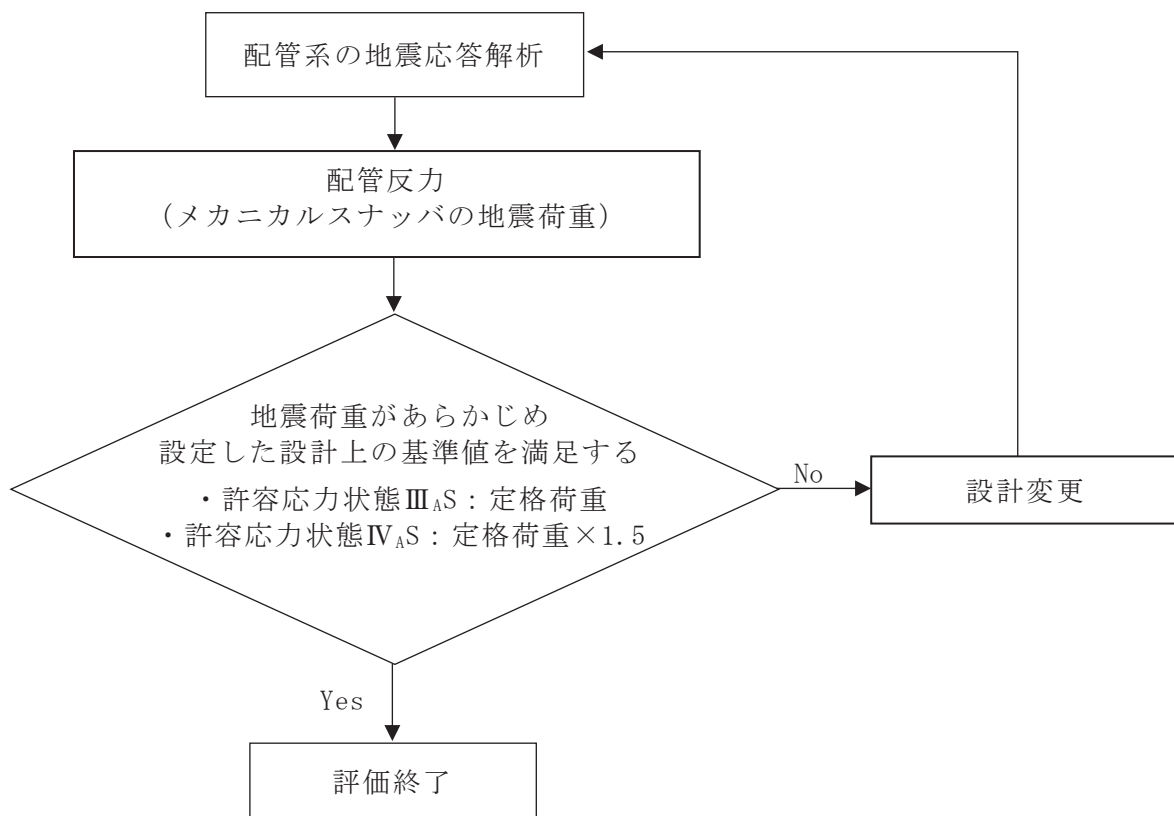 配管系の地震応答解析
配管反力
（メカニカルスナッバの地震荷重）
地震荷重があらかじめ
設定した設計上の基準値を満足する
・許容応力状態ⅢAS：定格荷重
・許容応力状態ⅣAS：定格荷重×1.5
No
設計変更
Yes
評価終了